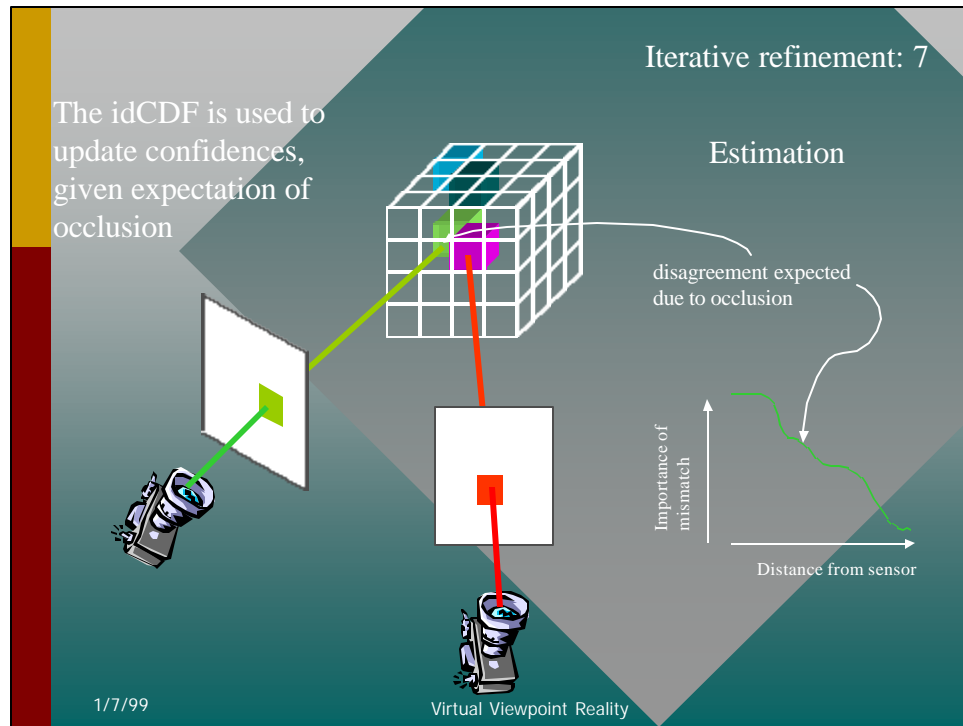 Iterative refinement: 7
The idCDF is used to
update confidences,
given expectation of
occlusion
Estimation
disagreement expected
due to occlusion
Importance of
mismatch
Distance from sensor
1/7/99
Virtual Viewpoint Reality